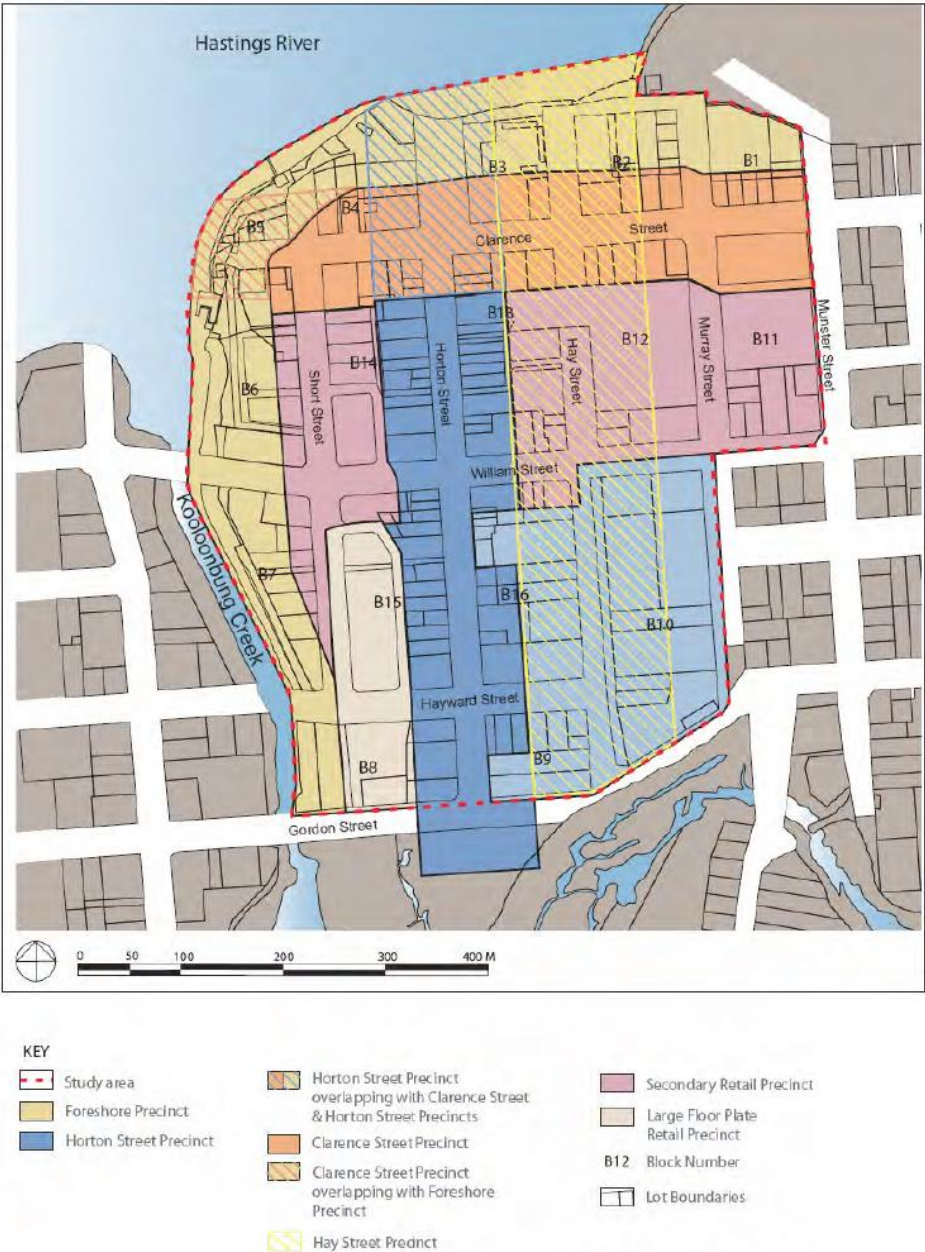 Hastings River
B3
B2
B1
B4
B5
Clarence
Street
B13
B12
B11
B14
Horton Street
Hay Street
Murray Street
Munster Street
B6
Short Street
William Street
Kooloonbung Creek
B7
B15
B16
B10
Hayward Street
B8
B9
Gordon Street
0 50 100 200 300 400 M
KEY
Study area
Foreshore Precinct
Horton Street Precinct
Horton Street Precinct
overlapping with Clarence Street
& Horton Street Precincts
Clarence Street Precinct
Clarence Street Precinct
overlapping with Foreshore
Precinct
Hay Street Precinct
Secondary Retail Precinct
Large Floor Plate
Retail Precinct
B12 Block Number
Lot Boundaries